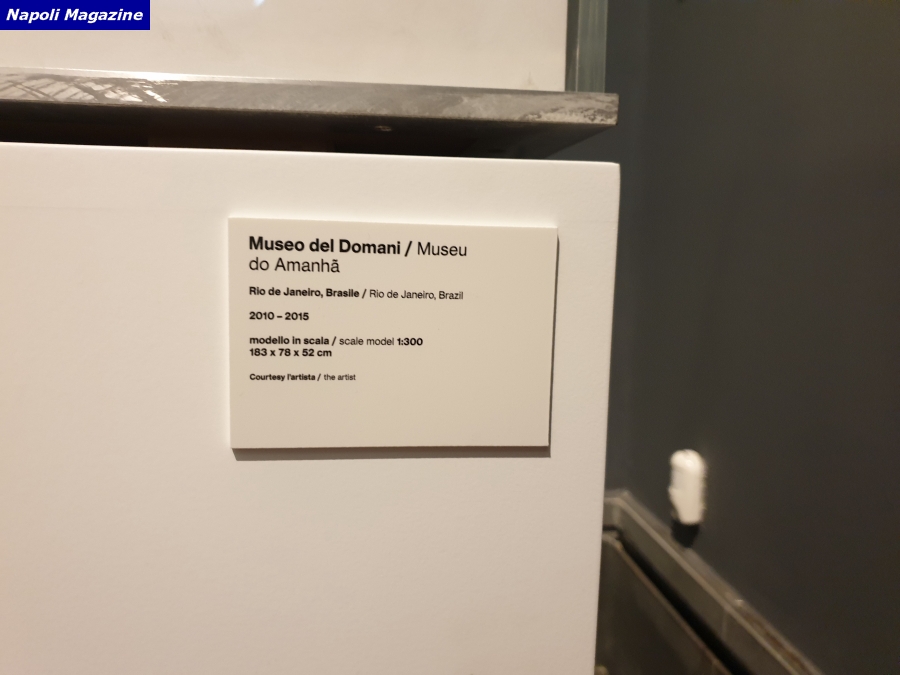 Napoli Magazine
Museo del Domani / Museu
do Amanhã
Rio de Janeiro, Brasile / Rio de Janeiro, Brazil
2010 – 2015
modello in scala / scale model 1:300
183 x 78 x 52 cm
Courtesy l'artista / the artist